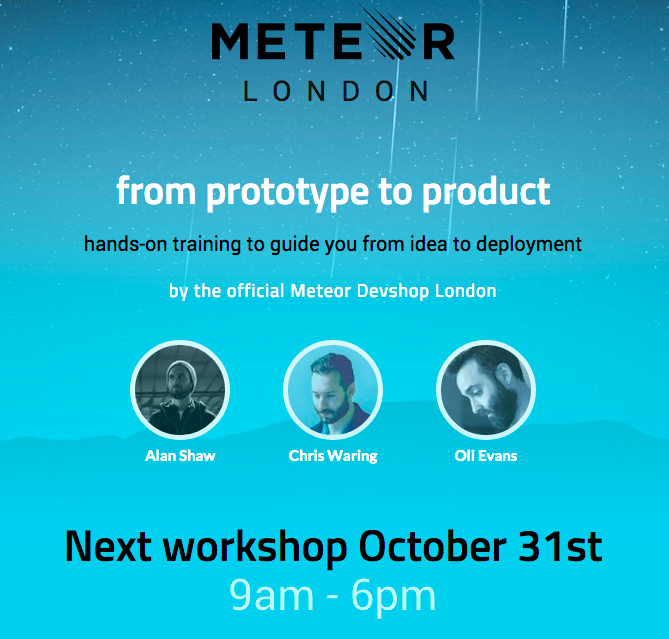 METEOR
LONDON
from prototype to product
hands-on training to guide you from idea to deployment
by the official Meteor Devshop London
Alan Shaw
Chris Waring
Oli Evans
Next workshop October 31st
9am - 6pm